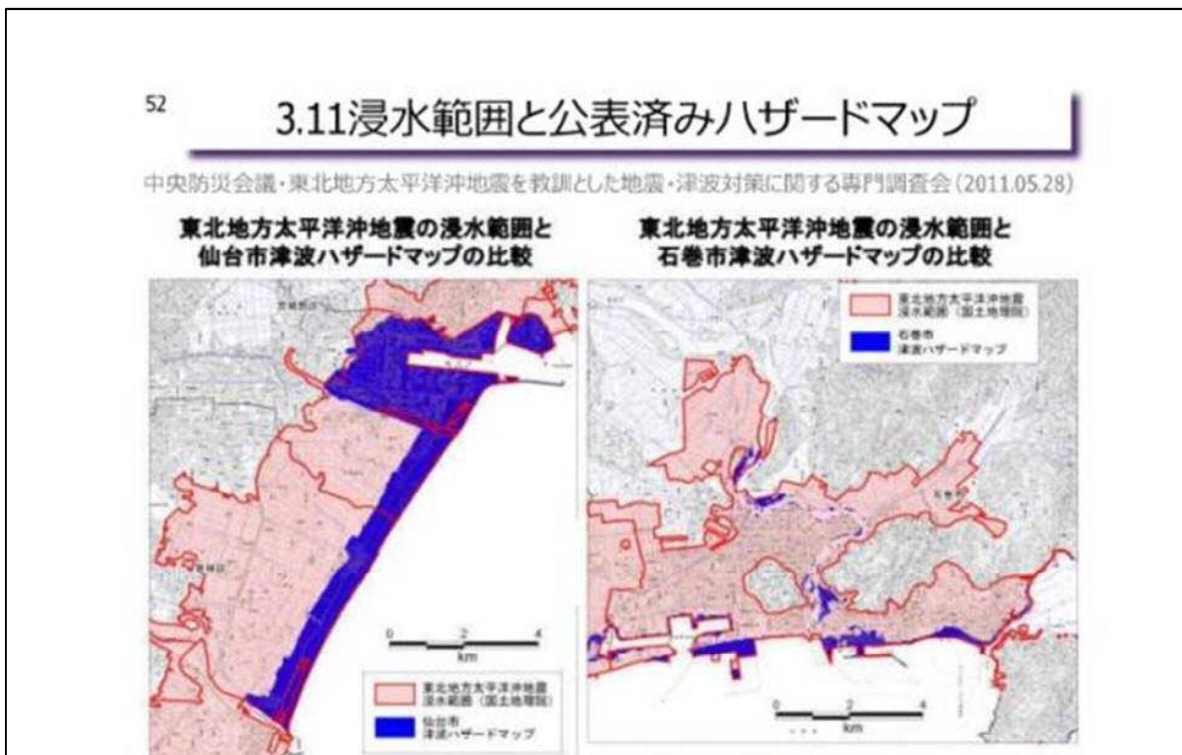 52
3.11浸水範囲と公表済みハザードマップ
中央防災会議・東北地方太平洋沖地震を教訓とした地震・津波対策に関する専門調査会(2011.05.28)
東北地方太平洋沖地震の浸水範囲と
仙台市津波ハザードマップの比較
0 2 4
km
東北地方太平洋沖地震
浸水範囲(国土地理院)
仙台市
津波ハザードマップ
東北地方太平洋沖地震の浸水範囲と
石巻市津波ハザードマップの比較
東北地方太平洋沖地震
浸水範囲(国土地理院)
石巻市
津波ハザードマップ
0 2 4
km